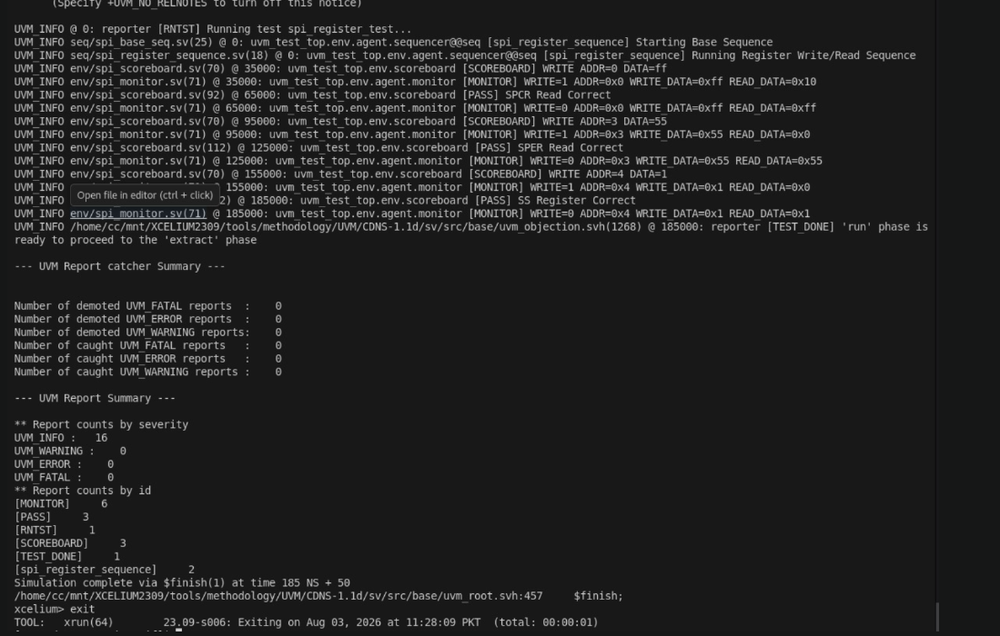 (Specify +UVM_NO_RELNOTES to turn off this notice)
UVM_INFO @ 0: reporter [RNTST] Running test spi_register_test...
UVM_INFO seq/spi_base_seq.sv(25) @ 0: uvm_test_top.env.agent.sequencer@@seq [spi_register_sequence] Starting Base Sequence
UVM_INFO seq/spi_register_sequence.sv(18) @ 0: uvm_test_top.env.agent.sequencer@@seq [spi_register_sequence] Running Register Write/Read Sequence
UVM_INFO env/spi_scoreboard.sv(70) @ 35000: uvm_test_top.env.scoreboard [SCOREBOARD] WRITE ADDR=0 DATA=ff
UVM_INFO env/spi_monitor.sv(71) @ 35000: uvm_test_top.env.agent.monitor [MONITOR] WRITE=1 ADDR=0x0 WRITE_DATA=0xff READ_DATA=0x10
UVM_INFO env/spi_scoreboard.sv(92) @ 65000: uvm_test_top.env.scoreboard [PASS] SPCR Read Correct
UVM_INFO env/spi_monitor.sv(71) @ 65000: uvm_test_top.env.agent.monitor [MONITOR] WRITE=0 ADDR=0x0 WRITE_DATA=0xff READ_DATA=0xff
UVM_INFO env/spi_scoreboard.sv(70) @ 95000: uvm_test_top.env.scoreboard [SCOREBOARD] WRITE ADDR=3 DATA=55
UVM_INFO env/spi_monitor.sv(71) @ 95000: uvm_test_top.env.agent.monitor [MONITOR] WRITE=1 ADDR=0x3 WRITE_DATA=0x55 READ_DATA=0x0
UVM_INFO env/spi_scoreboard.sv(112) @ 125000: uvm_test_top.env.scoreboard [PASS] SPER Read Correct
UVM_INFO env/spi_monitor.sv(71) @ 125000: uvm_test_top.env.agent.monitor [MONITOR] WRITE=0 ADDR=0x3 WRITE_DATA=0x55 READ_DATA=0x55
UVM_INFO env/spi_scoreboard.sv(70) @ 155000: uvm_test_top.env.scoreboard [SCOREBOARD] WRITE ADDR=4 DATA=1
UVM_INFO 155000: uvm_test_top.env.agent.monitor [MONITOR] WRITE=1 ADDR=0x4 WRITE_DATA=0x1 READ_DATA=0x0
Open file in editor (ctrl + click)
UVM_INFO 2) @ 185000: uvm_test_top.env.scoreboard [PASS] SS Register Correct
UVM_INFO env/spi_monitor.sv(71) @ 185000: uvm_test_top.env.agent.monitor [MONITOR] WRITE=0 ADDR=0x4 WRITE_DATA=0x1 READ_DATA=0x1
UVM_INFO /home/cc/mnt/XCELIUM2309/tools/methodology/UVM/CDNS-1.1d/sv/src/base/uvm_objection.svh(1268) @ 185000: reporter [TEST_DONE] 'run' phase is
ready to proceed to the 'extract' phase
--- UVM Report catcher Summary ---
Number of demoted UVM_FATAL reports  :    0
Number of demoted UVM_ERROR reports  :    0
Number of demoted UVM_WARNING reports:    0
Number of caught UVM_FATAL reports   :    0
Number of caught UVM_ERROR reports   :    0
Number of caught UVM_WARNING reports :    0
--- UVM Report Summary ---
** Report counts by severity
UVM_INFO :   16
UVM_WARNING :    0
UVM_ERROR :    0
UVM_FATAL :    0
** Report counts by id
[MONITOR]     6
[PASS]     3
[RNTST]     1
[SCOREBOARD]     3
[TEST_DONE]     1
[spi_register_sequence]     2
Simulation complete via $finish(1) at time 185 NS + 50
/home/cc/mnt/XCELIUM2309/tools/methodology/UVM/CDNS-1.1d/sv/src/base/uvm_root.svh:457     $finish;
xcelium> exit
TOOL:   xrun(64)        23.09-s006: Exiting on Aug 03, 2026 at 11:28:09 PKT  (total: 00:00:01)